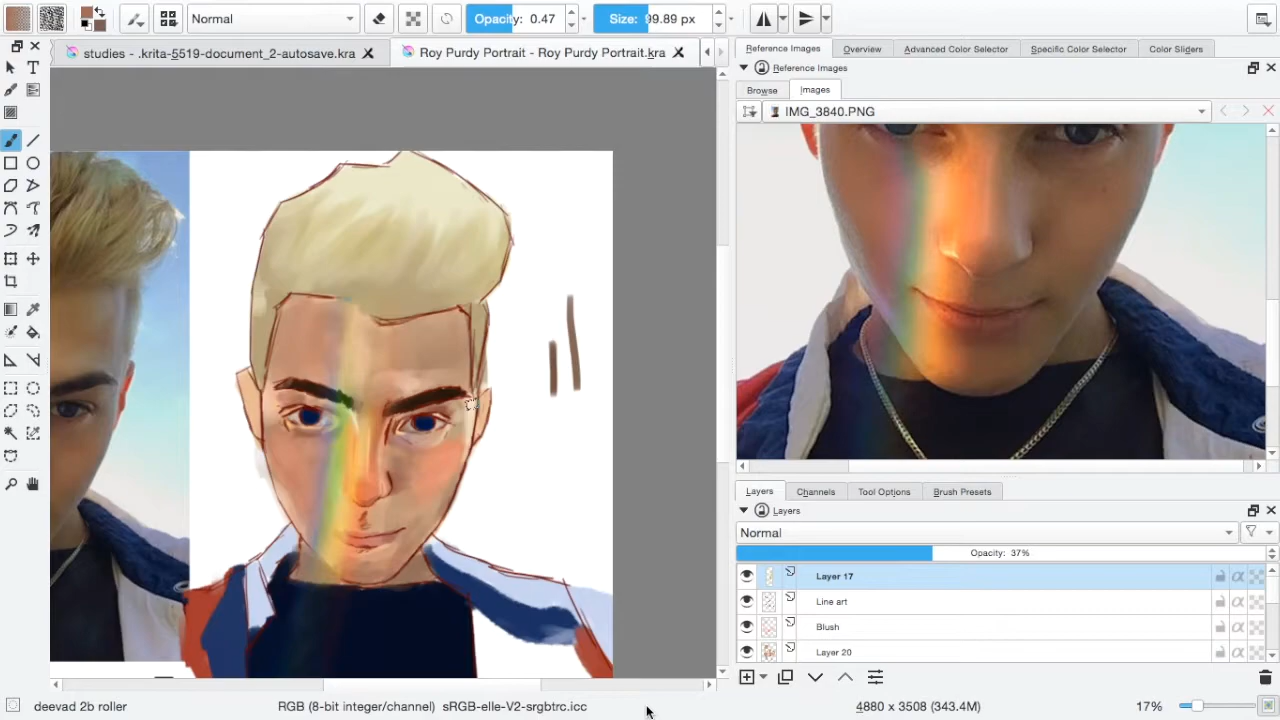 Normal
Opacity: 0.47
Size: 99.89 px
studies - .krita-5519-document_2-autosave.kra
Roy Purdy Portrait - Roy Purdy Portrait.kra
Reference Images
Overview
Advanced Color Selector
Specific Color Selector
Color Sliders
Reference Images
Browse
Images
IMG_3840.PNG
Layers
Channels
Tool Options
Brush Presets
Layers
Normal
Opacity: 37%
Layer 17
Line art
Blush
Layer 20
deevad 2b roller
RGB (8-bit integer/channel) sRGB-elle-V2-srgbtrc.icc
4880 x 3508 (343.4M)
17%